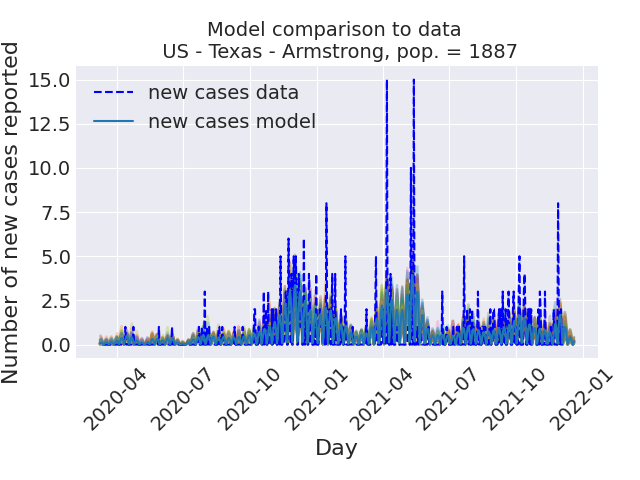 Model comparison to data
US - Texas - Armstrong, pop. = 1887
Number of new cases reported
15.0
12.5
10.0
7.5
5.0
2.5
0.0
new cases data
new cases model
2020-04
2020-07
2020-10
2021-01
2021-04
2021-07
2021-10
2022-01
Day